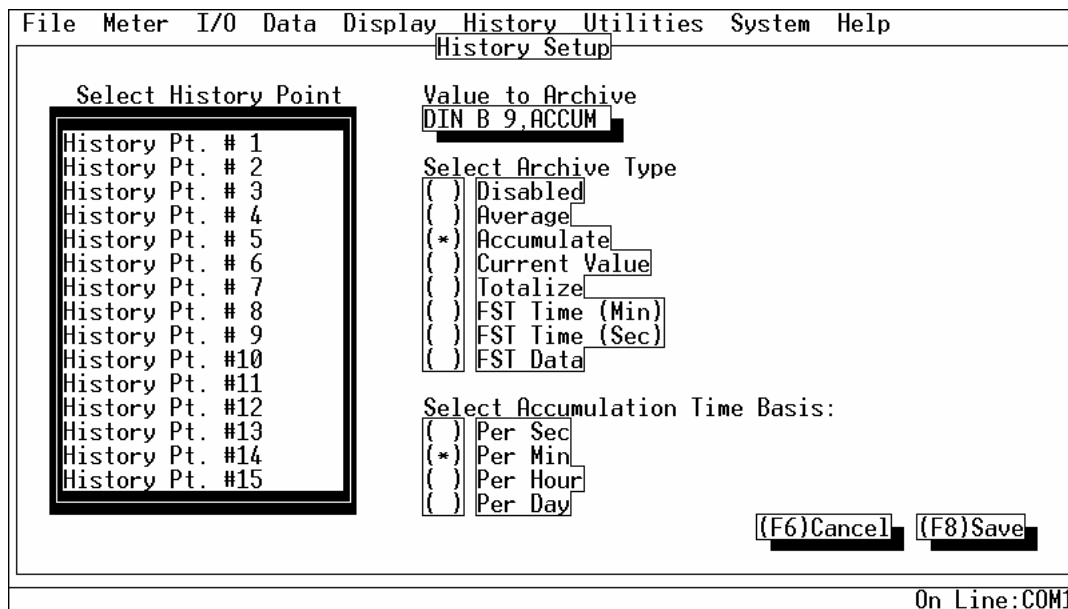 File Meter I/O Data Display History Utilities System Help
History Setup
Select History Point
History Pt. # 1
History Pt. # 2
History Pt. # 3
History Pt. # 4
History Pt. # 5
History Pt. # 6
History Pt. # 7
History Pt. # 8
History Pt. # 9
History Pt. #10
History Pt. #11
History Pt. #12
History Pt. #13
History Pt. #14
History Pt. #15
Value to Archive
DIN B 9,ACCUM
Select Archive Type
( ) Disabled
( ) Average
(*) Accumulate
( ) Current Value
( ) Totalize
( ) FST Time (Min)
( ) FST Time (Sec)
( ) FST Data
Select Accumulation Time Basis:
( ) Per Sec
(*) Per Min
( ) Per Hour
( ) Per Day
(F6)Cancel (F8)Save
On Line:COM1